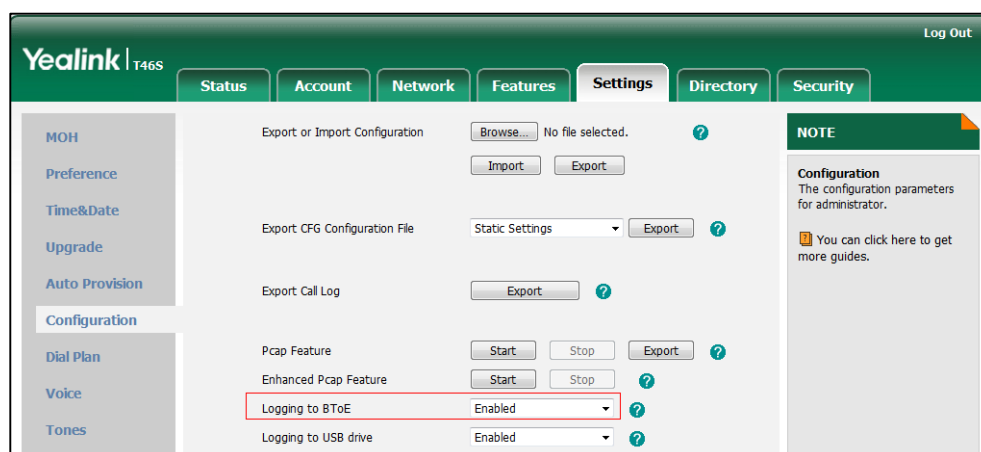 Log Out
Yealink | T46S
Status Account Network Features Settings Directory Security
MOH
Preference
Time&Date
Upgrade
Auto Provision
Configuration
Dial Plan
Voice
Tones
Export or Import Configuration Browse... No file selected. ?
Import Export
Export CFG Configuration File Static Settings Export ?
Export Call Log Export ?
Pcap Feature Start Stop Export ?
Enhanced Pcap Feature Start Stop ?
Logging to BToE Enabled ?
Logging to USB drive Enabled ?
NOTE
Configuration
The configuration parameters
for administrator.
? You can click here to get
more guides.